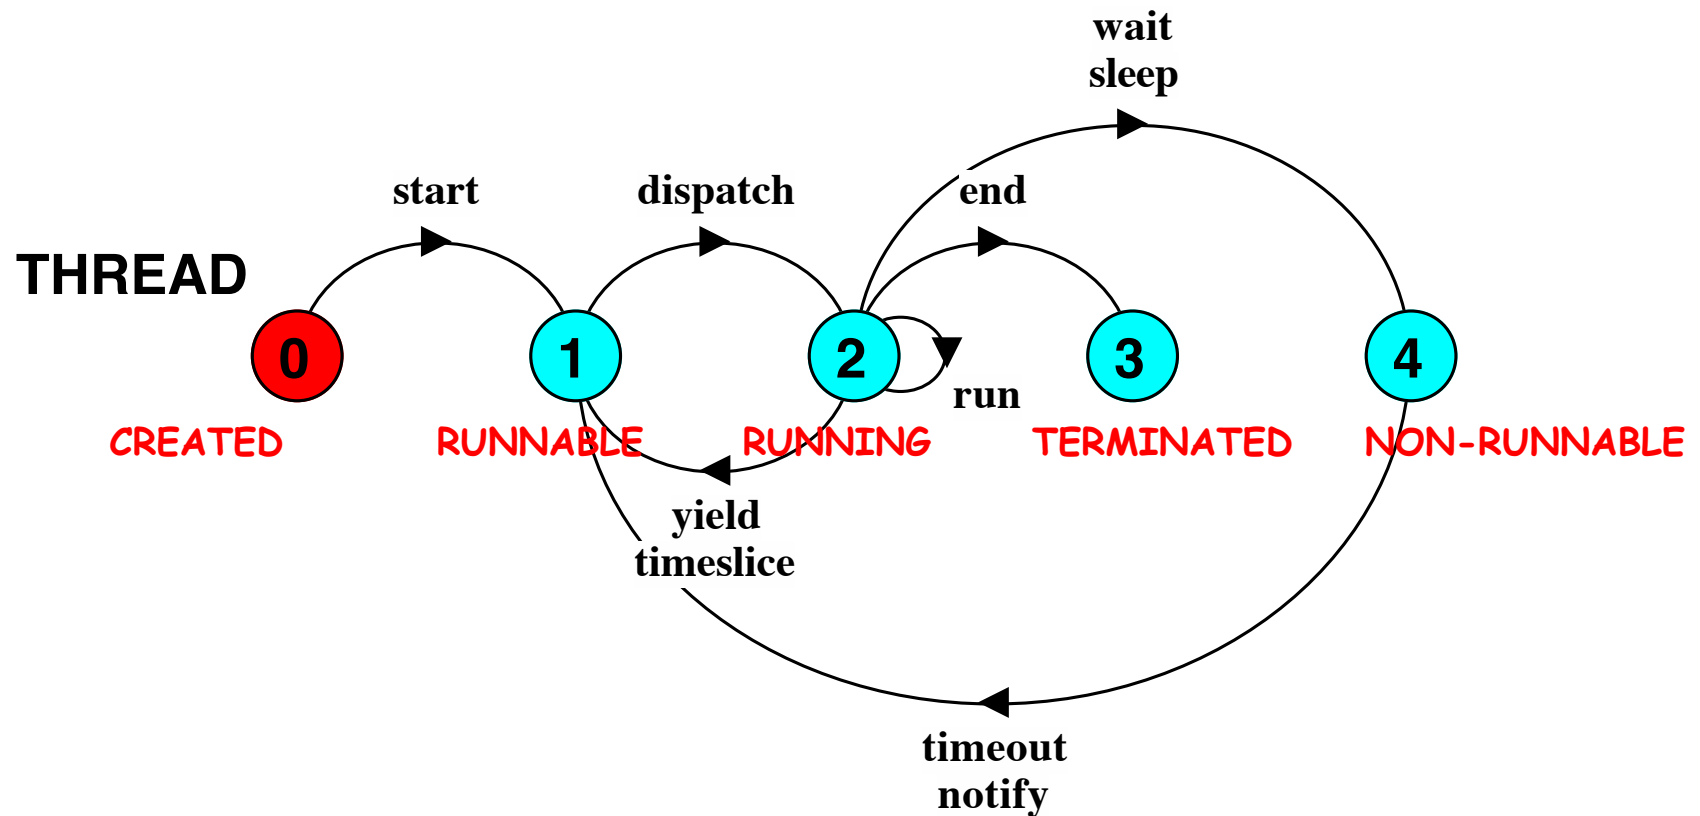 wait
sleep
start
dispatch
end
THREAD
0
1
2
3
4
run
CREATED
RUNNABLE
RUNNING
TERMINATED
NON-RUNNABLE
yield
timeslice
timeout
notify